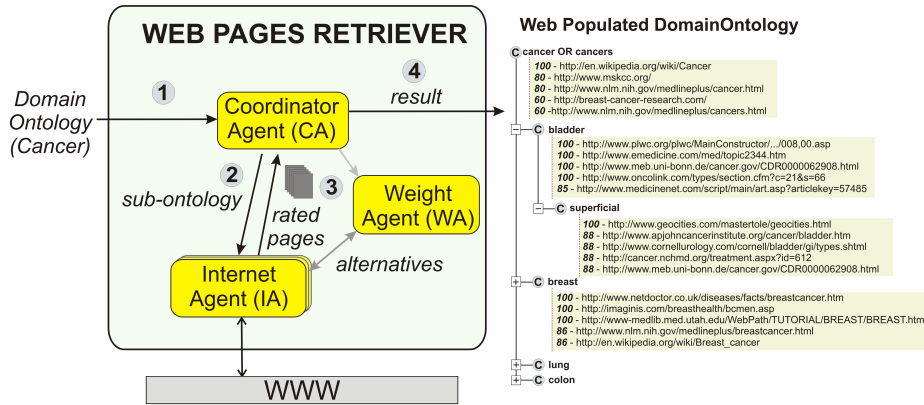 WEB PAGES RETRIEVER
1
Domain
Ontology
(Cancer)
Coordinator
Agent (CA)
4
result
2
sub-ontology
3
rated
pages
Weight
Agent (WA)
alternatives
Internet
Agent (IA)
WWW
Web Populated DomainOntology
C cancer OR cancers
100 - http://en.wikipedia.org/wiki/Cancer
80 - http://www.mskcc.org/
80 - http://www.nlm.nih.gov/medlineplus/cancer.html
60 - http://breast-cancer-research.com/
60 -http://www.nlm.nih.gov/medlineplus/cancers.html
C bladder
100 - http://www.plwc.org/plwc/MainConstructor/.../008,00.asp
100 - http://www.emedicine.com/med/topic2344.htm
100 - http://www.meb.uni-bonn.de/cancer.gov/CDR0000062908.html
100 - http://www.oncolink.com/types/section.cfm?c=21&s=66
85 - http://www.medicinenet.com/script/main/art.asp?articlekey=57485
C superficial
100 - http://www.geocities.com/mastertole/geocities.html
88 - http://www.apjohncancerinstitute.org/cancer/bladder.htm
88 - http://www.cornellurology.com/cornell/bladder/gi/types.shtml
88 - http://cancer.nchmd.org/treatment.aspx?id=612
88 - http://www.meb.uni-bonn.de/cancer.gov/CDR0000062908.html
C breast
100 - http://www.netdoctor.co.uk/diseases/facts/breastcancer.htm
100 - http://imaginis.com/breasthealth/bcmen.asp
100 - http://www-medlib.med.utah.edu/WebPath/TUTORIAL/BREAST/BREAST.htm
86 - http://www.nlm.nih.gov/medlineplus/breastcancer.html
86 - http://en.wikipedia.org/wiki/Breast_cancer
C lung
C colon